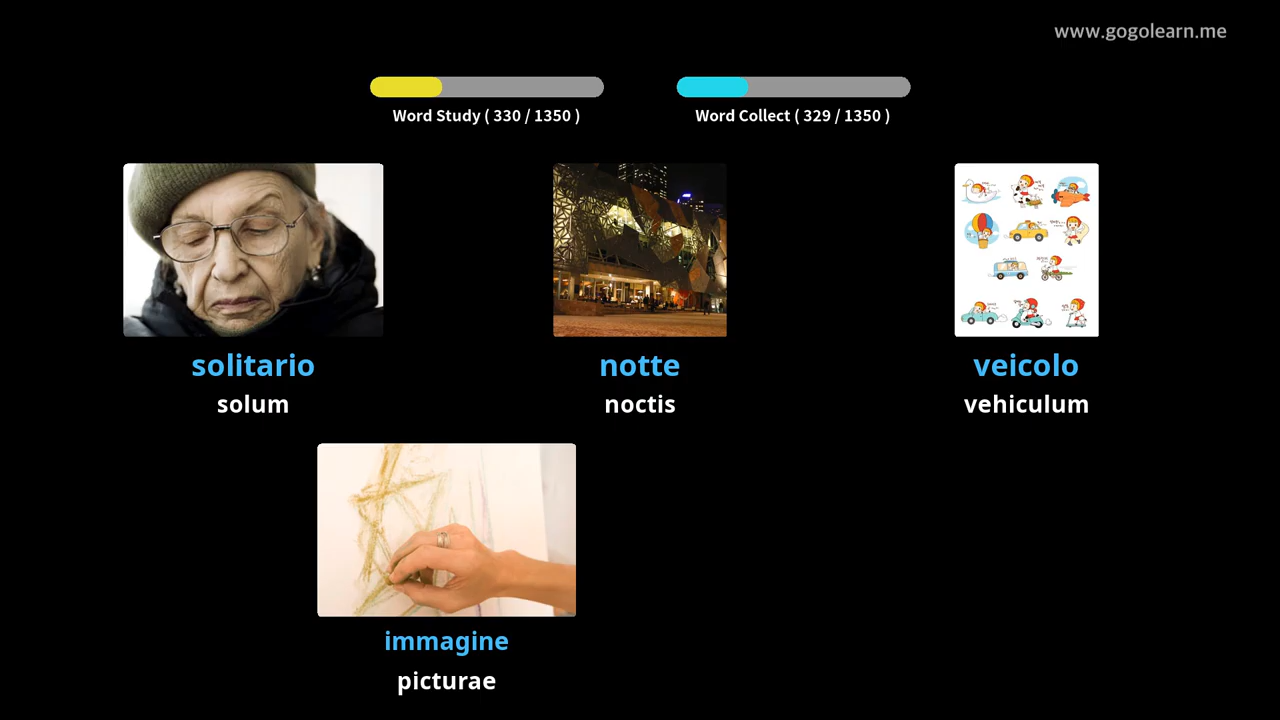 www.gogolearn.me
Word Study ( 330 / 1350 )
Word Collect ( 329 / 1350 )
solitario
solum
notte
noctis
veicolo
vehiculum
immagine
picturae